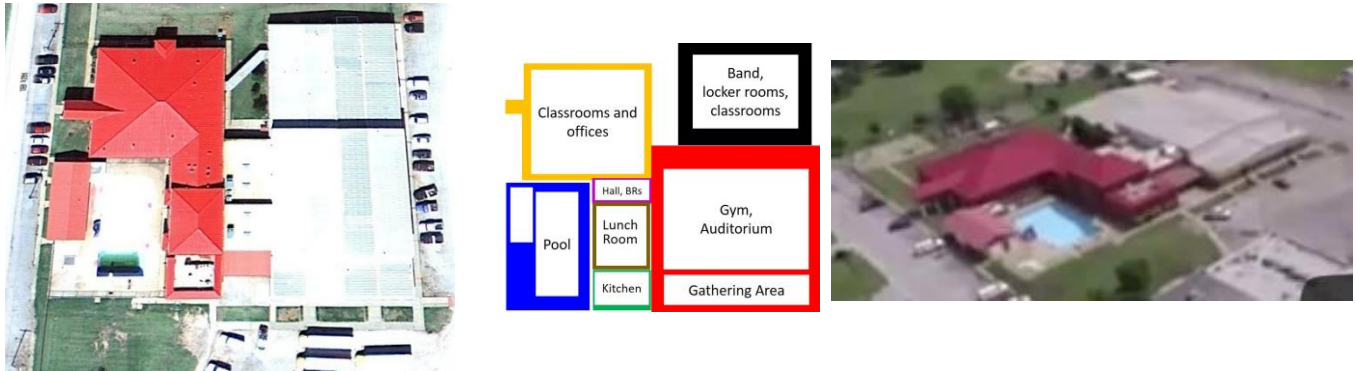 Classrooms and
offices
Band,
locker rooms,
classrooms
Hall, BRs
Pool
Lunch
Room
Kitchen
Gym,
Auditorium
Gathering Area